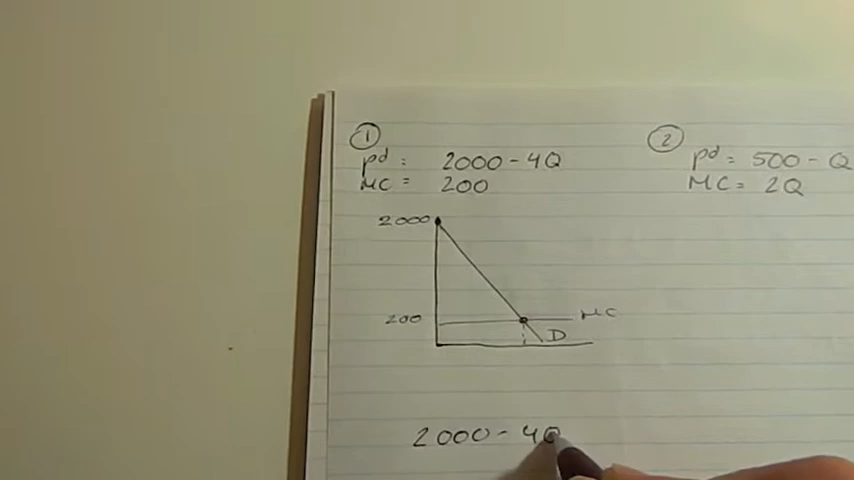 1
pd = 2000 - 4Q
MC = 200
2
pd = 500 - Q
MC = 2Q
2000
200
MC
D
2000 - 4Q